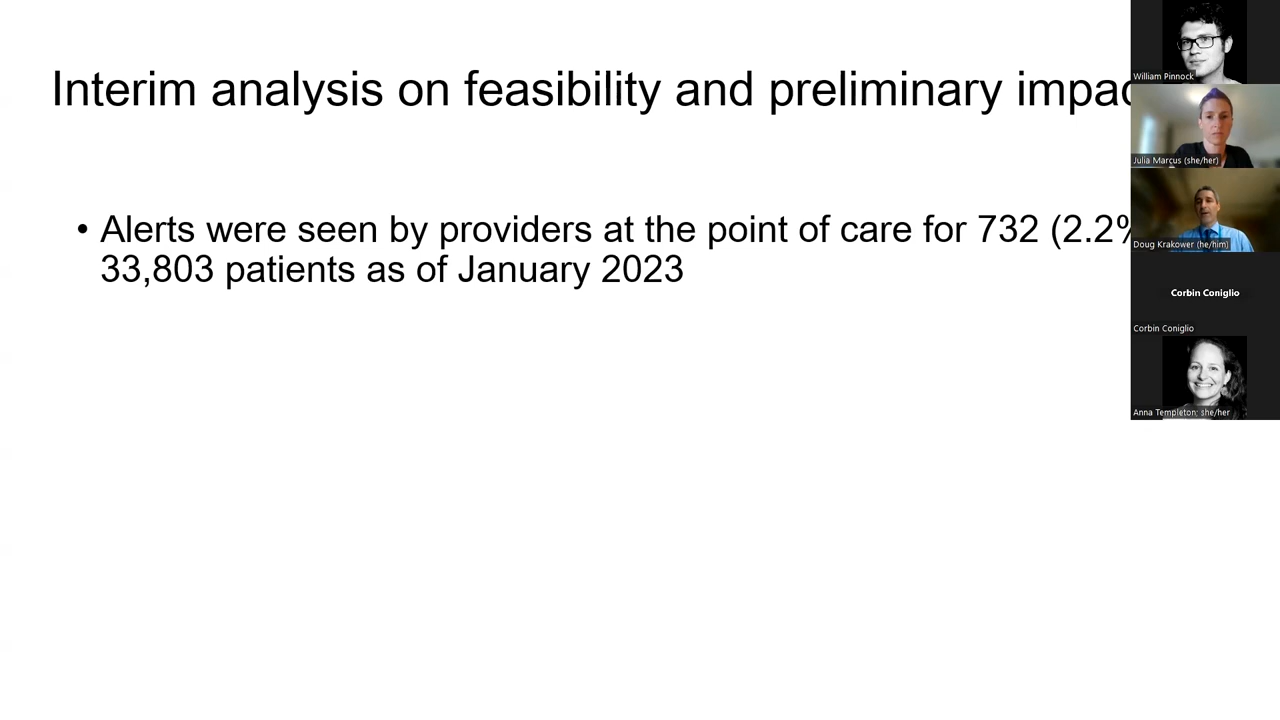 Interim analysis on feasibility and preliminary impac
• Alerts were seen by providers at the point of care for 732 (2.2%
33,803 patients as of January 2023
William Pinnock
Julia Marcus (she/her)
Doug Krakower (he/him)
Corbin Coniglio
Corbin Coniglio
Anna Templeton; she/her